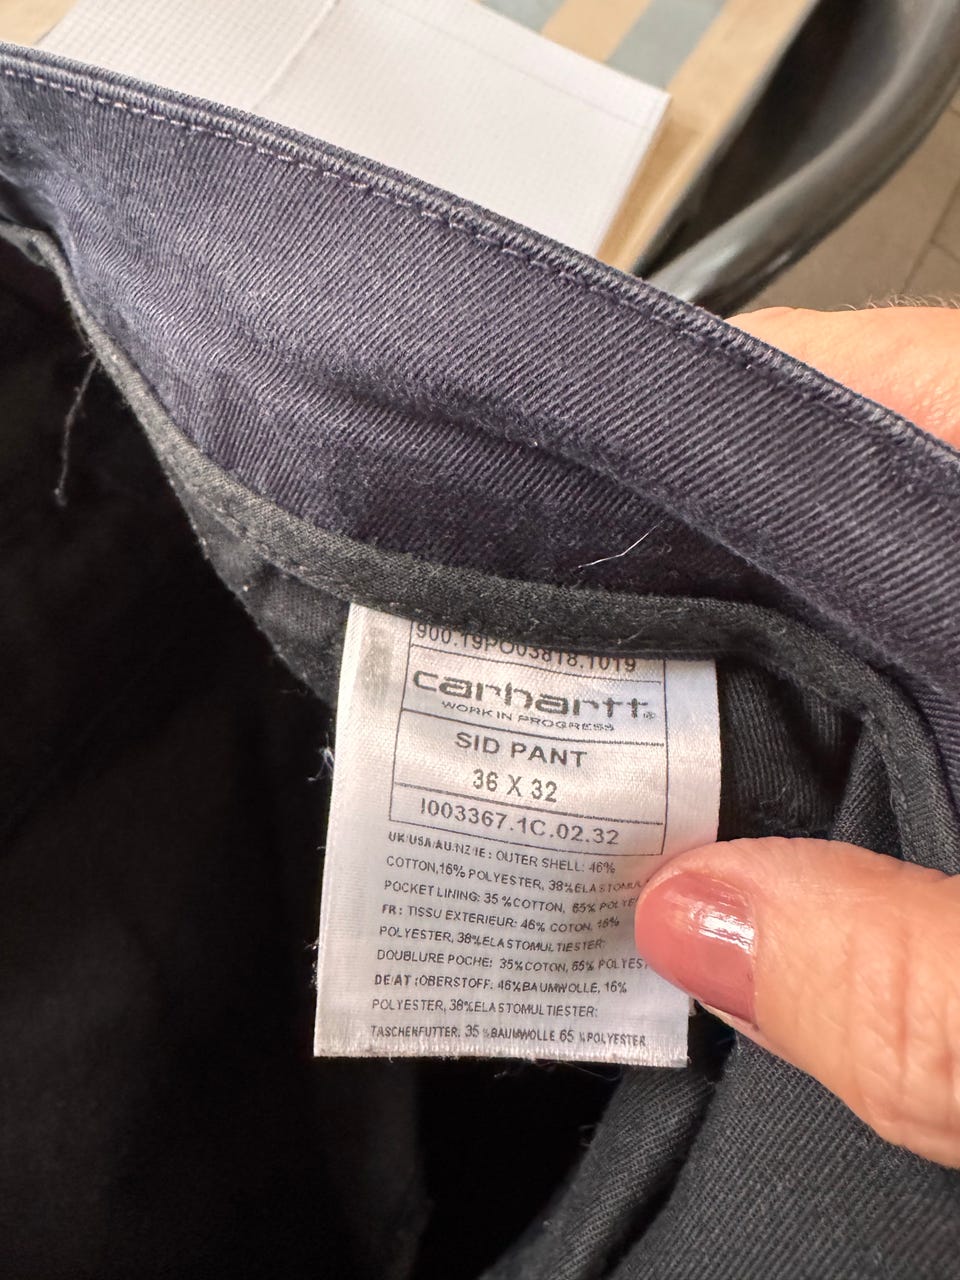 900.19PO03818.1019
carhartt®
WORK IN PROGRESS
SID PANT
36 X 32
I003367.1C.02.32
UK/USA/AU/NZ/IE: OUTER SHELL: 46%
COTTON,16% POLYESTER, 38%ELASTOMUL
POCKET LINING: 35%COTTON, 65% POLYE
FR: TISSU EXTERIEUR: 46% COTON, 16%
POLYESTER, 38%ELASTOMULTIESTER;
DOUBLURE POCHE: 35%COTON, 65% POLYEST
DE/AT :OBERSTOFF: 46%BAUMWOLLE, 16%
POLYESTER, 38%ELASTOMULTIESTER:
TASCHENFUTTER: 35%BAUMWOLLE 65%POLYESTER